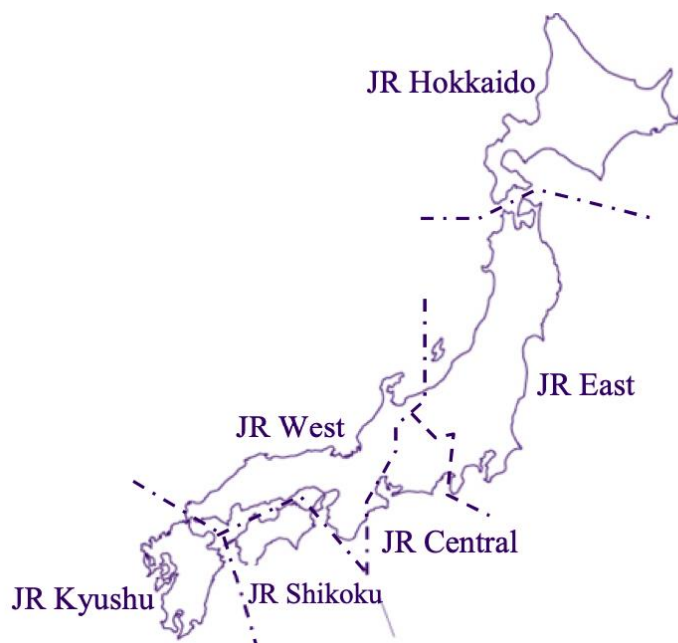 JR Hokkaido
JR East
JR West
JR Central
JR Shikoku
JR Kyushu